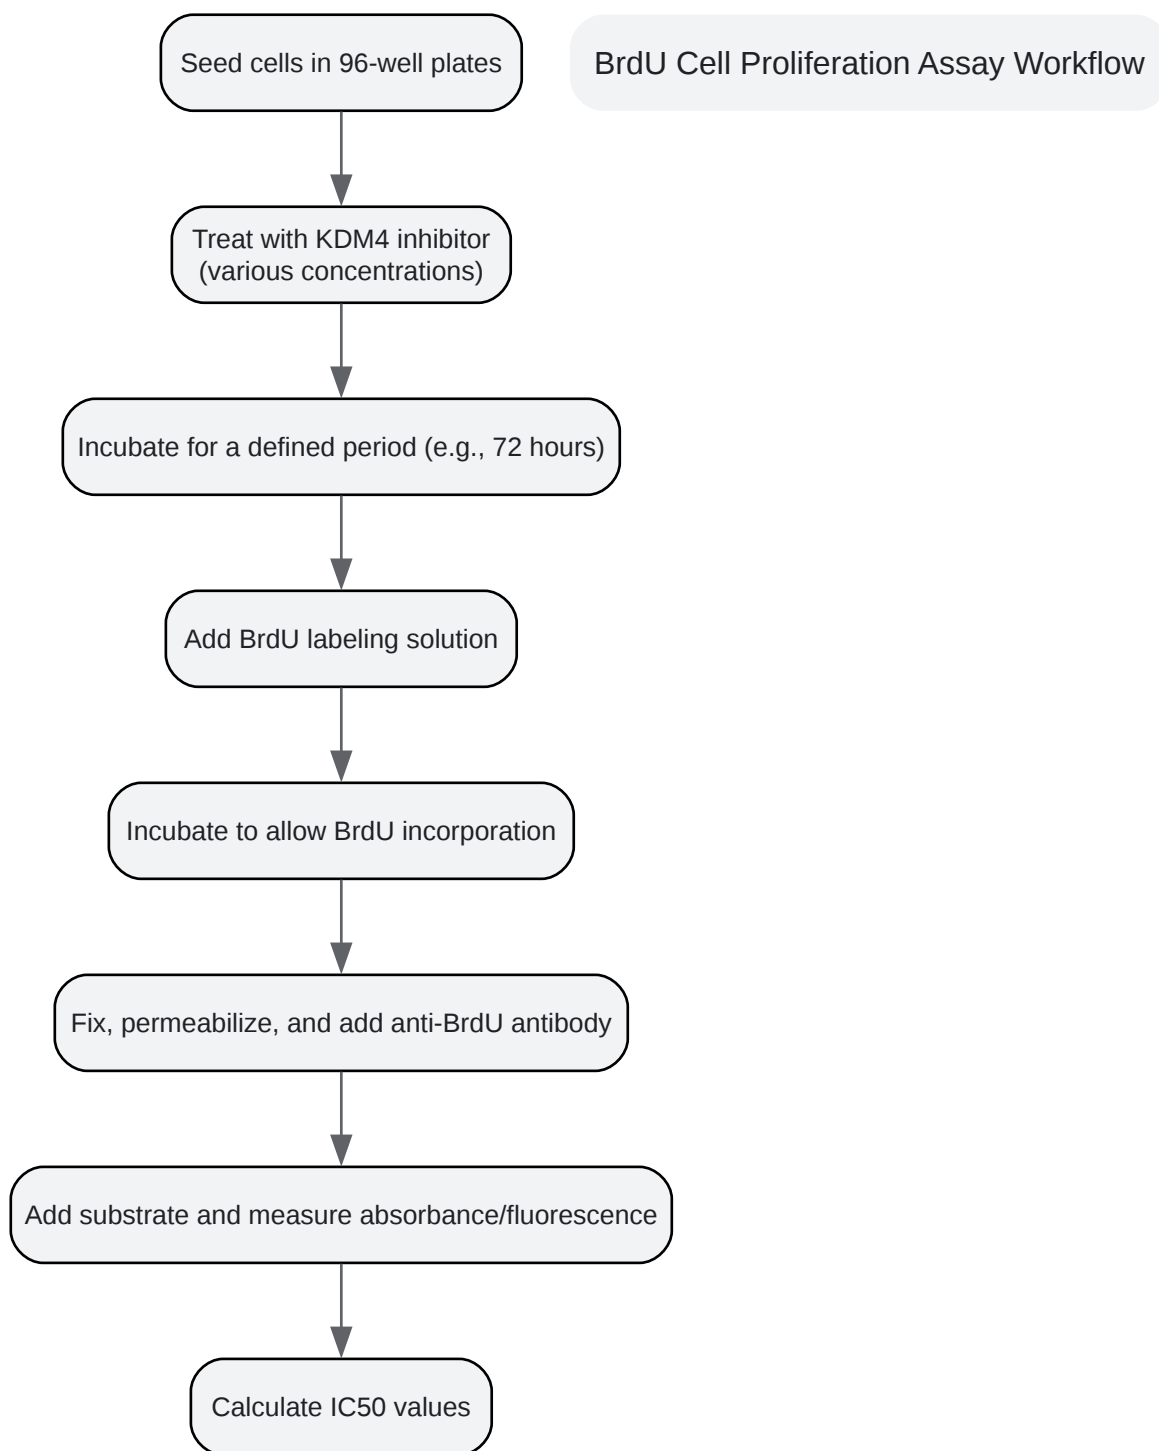 Seed cells in 96-well plates
BrdU Cell Proliferation Assay Workflow
Treat with KDM4 inhibitor
(various concentrations)
Incubate for a defined period (e.g., 72 hours)
Add BrdU labeling solution
Incubate to allow BrdU incorporation
Fix, permeabilize, and add anti-BrdU antibody
Add substrate and measure absorbance/fluorescence
Calculate IC50 values